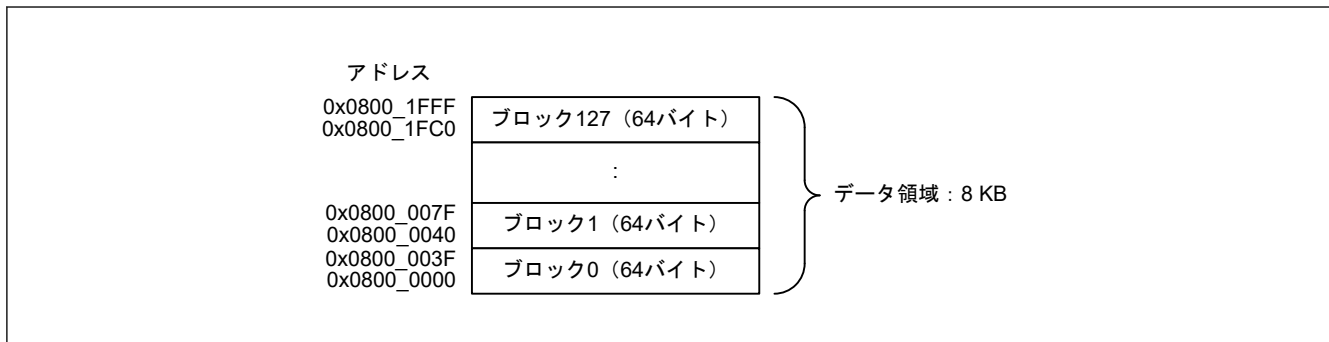 アドレス
0x0800_1FFF
0x0800_1FC0
ブロック127（64バイト）
:
0x0800_007F
0x0800_0040
ブロック1（64バイト）
0x0800_003F
0x0800_0000
ブロック0（64バイト）
データ領域：8 KB